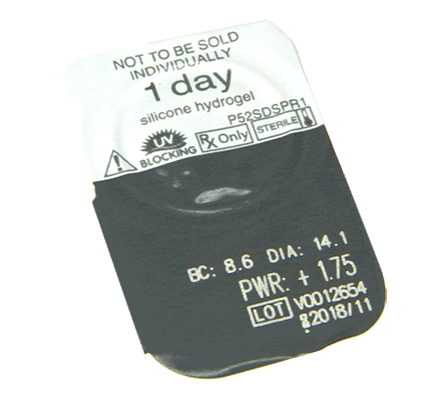 NOT TO BE SOLD
INDIVIDUALLY
1 day
silicone hydrogel
P52SDSPR1
UV
BLOCKING
Rx Only
STERILE
BC: 8.6 DIA: 14.1
PWR: + 1.75
LOT V0012654
2018/11